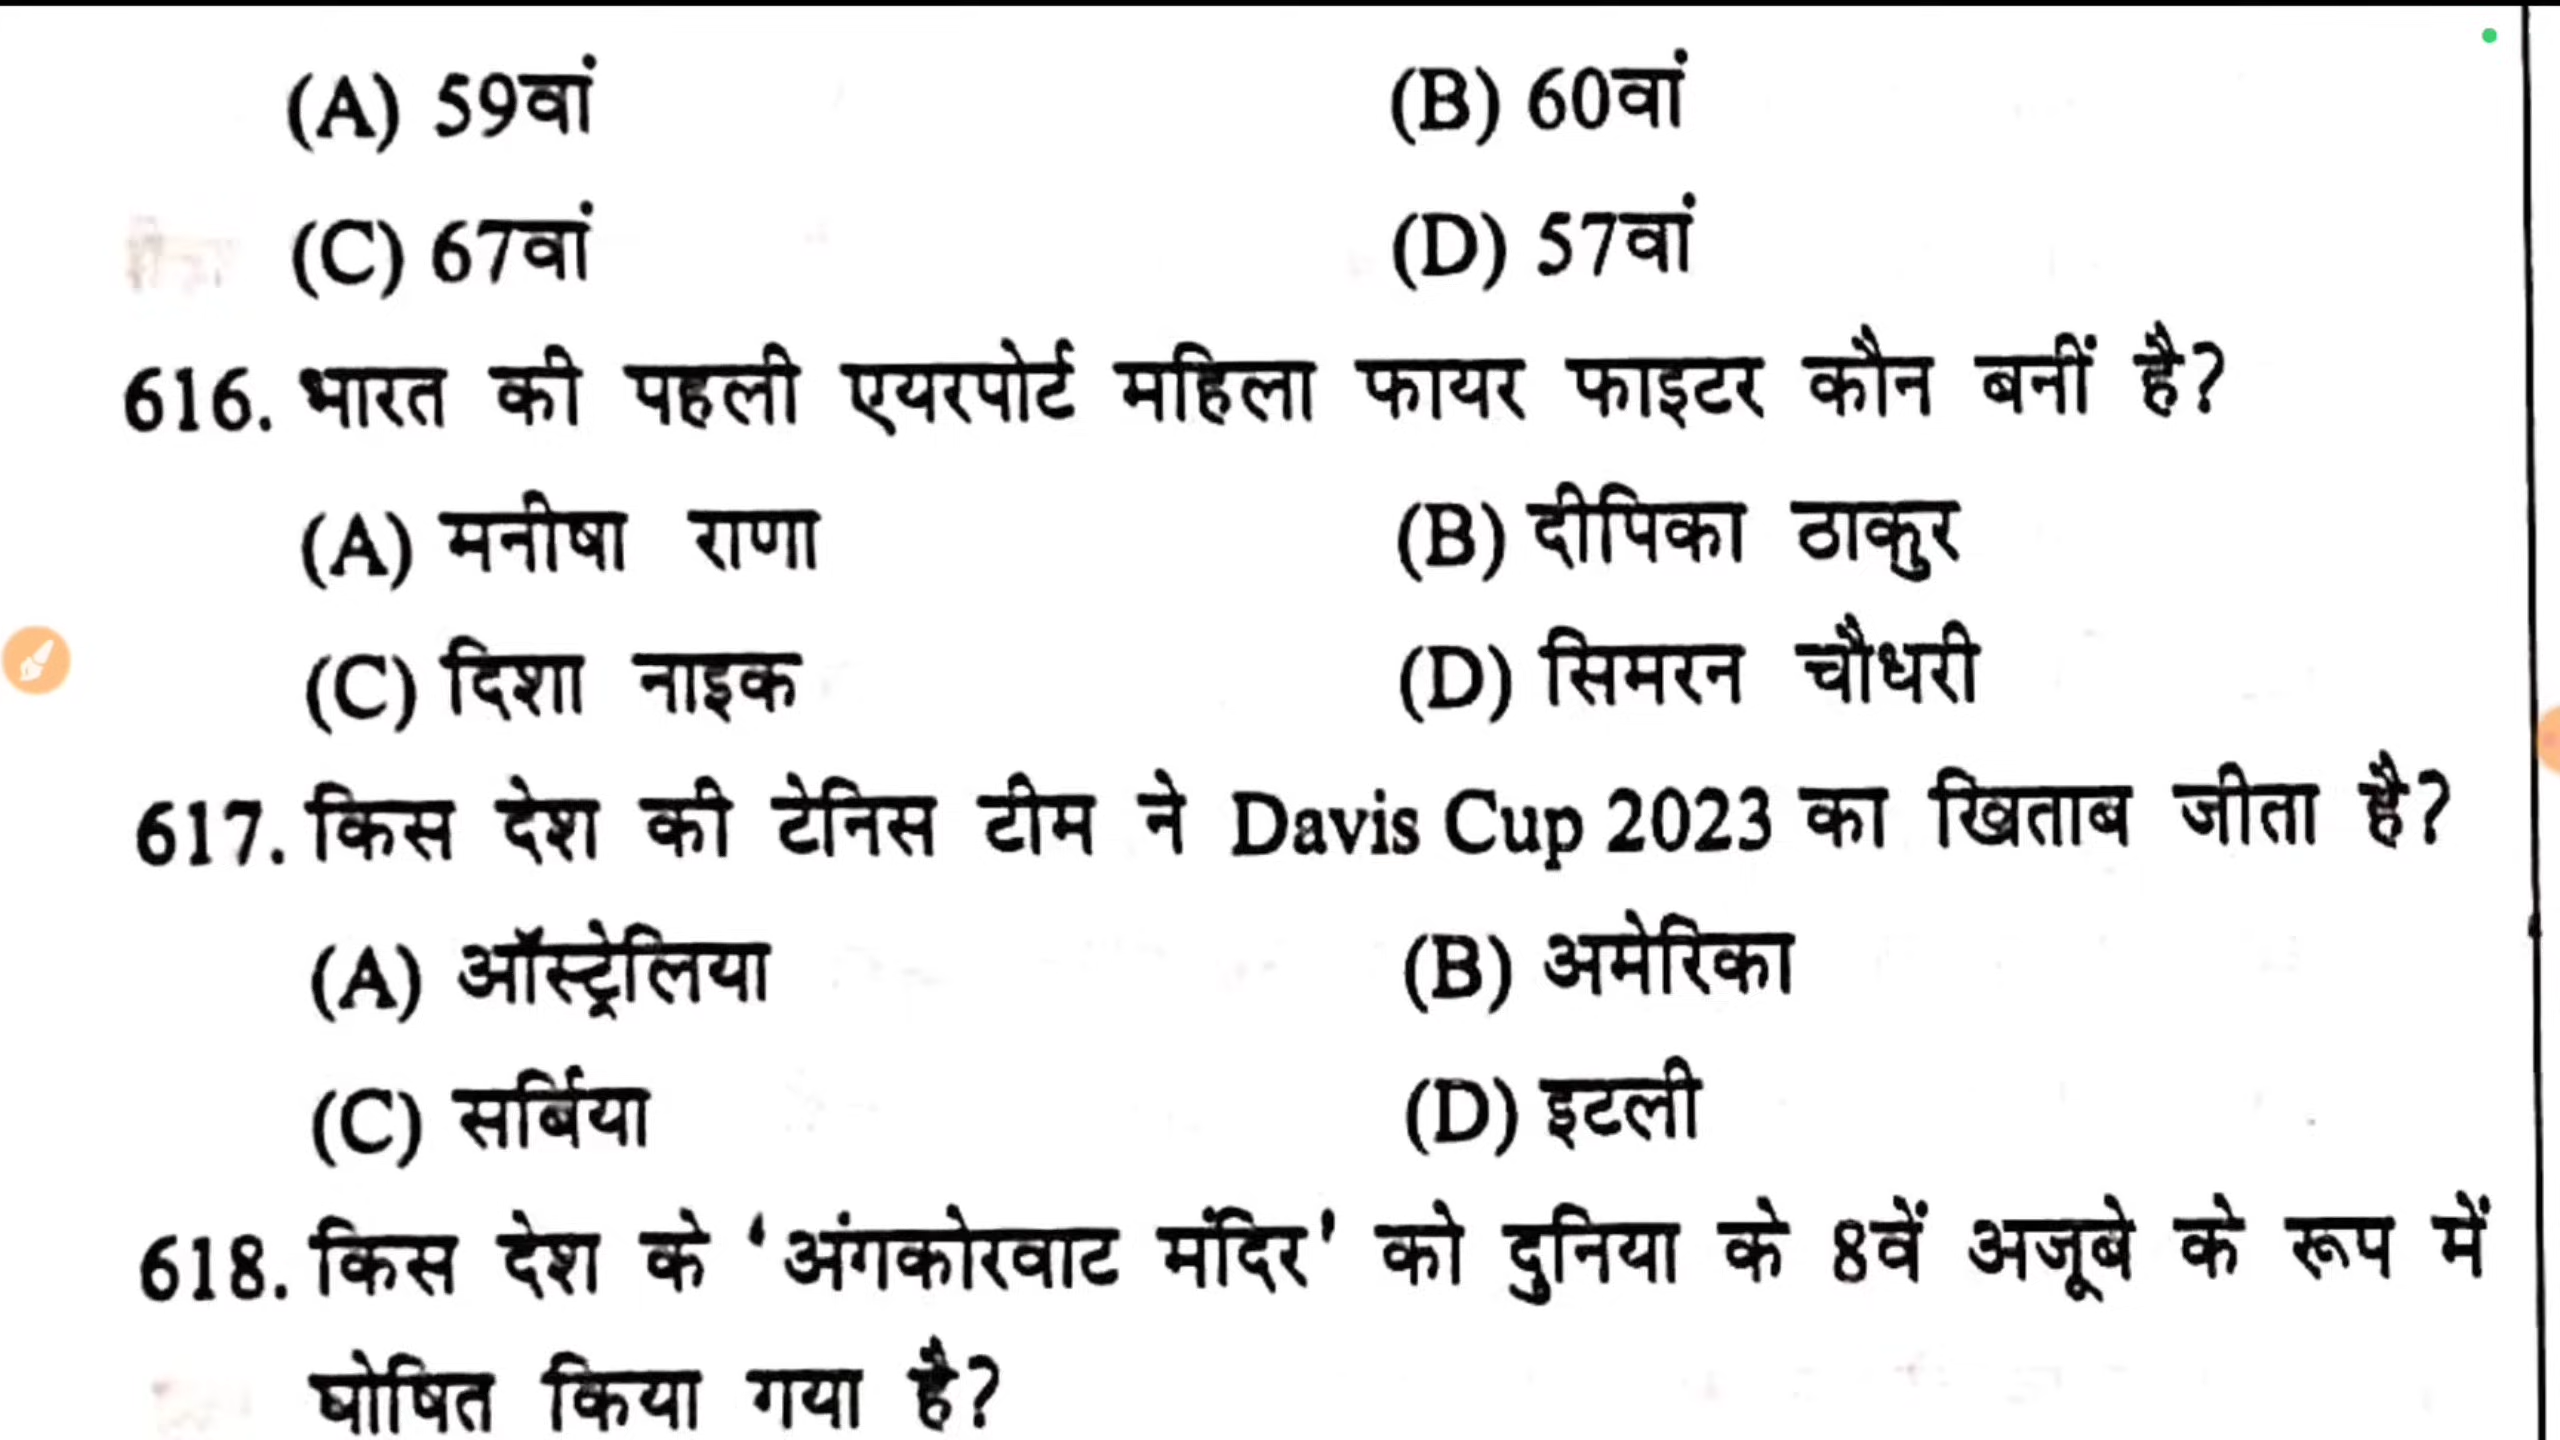 (A) 59वां (B) 60वां
(C) 67वां (D) 57वां
616. भारत की पहली एयरपोर्ट महिला फायर फाइटर कौन बनीं है?
(A) मनीषा राणा (B) दीपिका ठाकुर
(C) दिशा नाइक (D) सिमरन चौधरी
617. किस देश की टेनिस टीम ने Davis Cup 2023 का खिताब जीता है?
(A) ऑस्ट्रेलिया (B) अमेरिका
(C) सर्बिया (D) इटली
618. किस देश के ‘अंगकोरवाट मंदिर’ को दुनिया के 8वें अजूबे के रूप में
घोषित किया गया है?